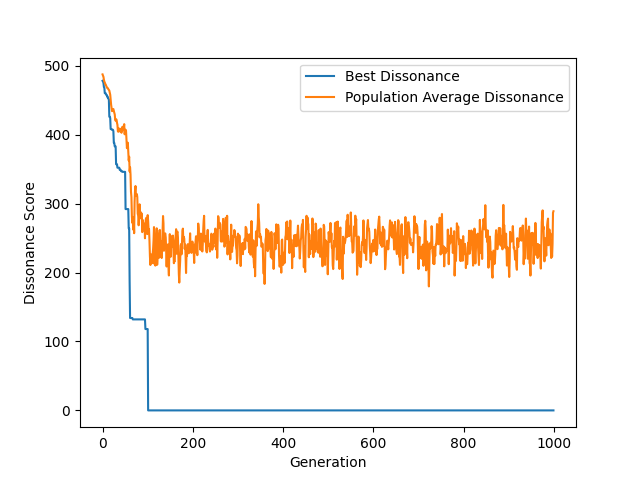 Best Dissonance
Population Average Dissonance
Dissonance Score
500
400
300
200
100
0
0 200 400 600 800 1000
Generation